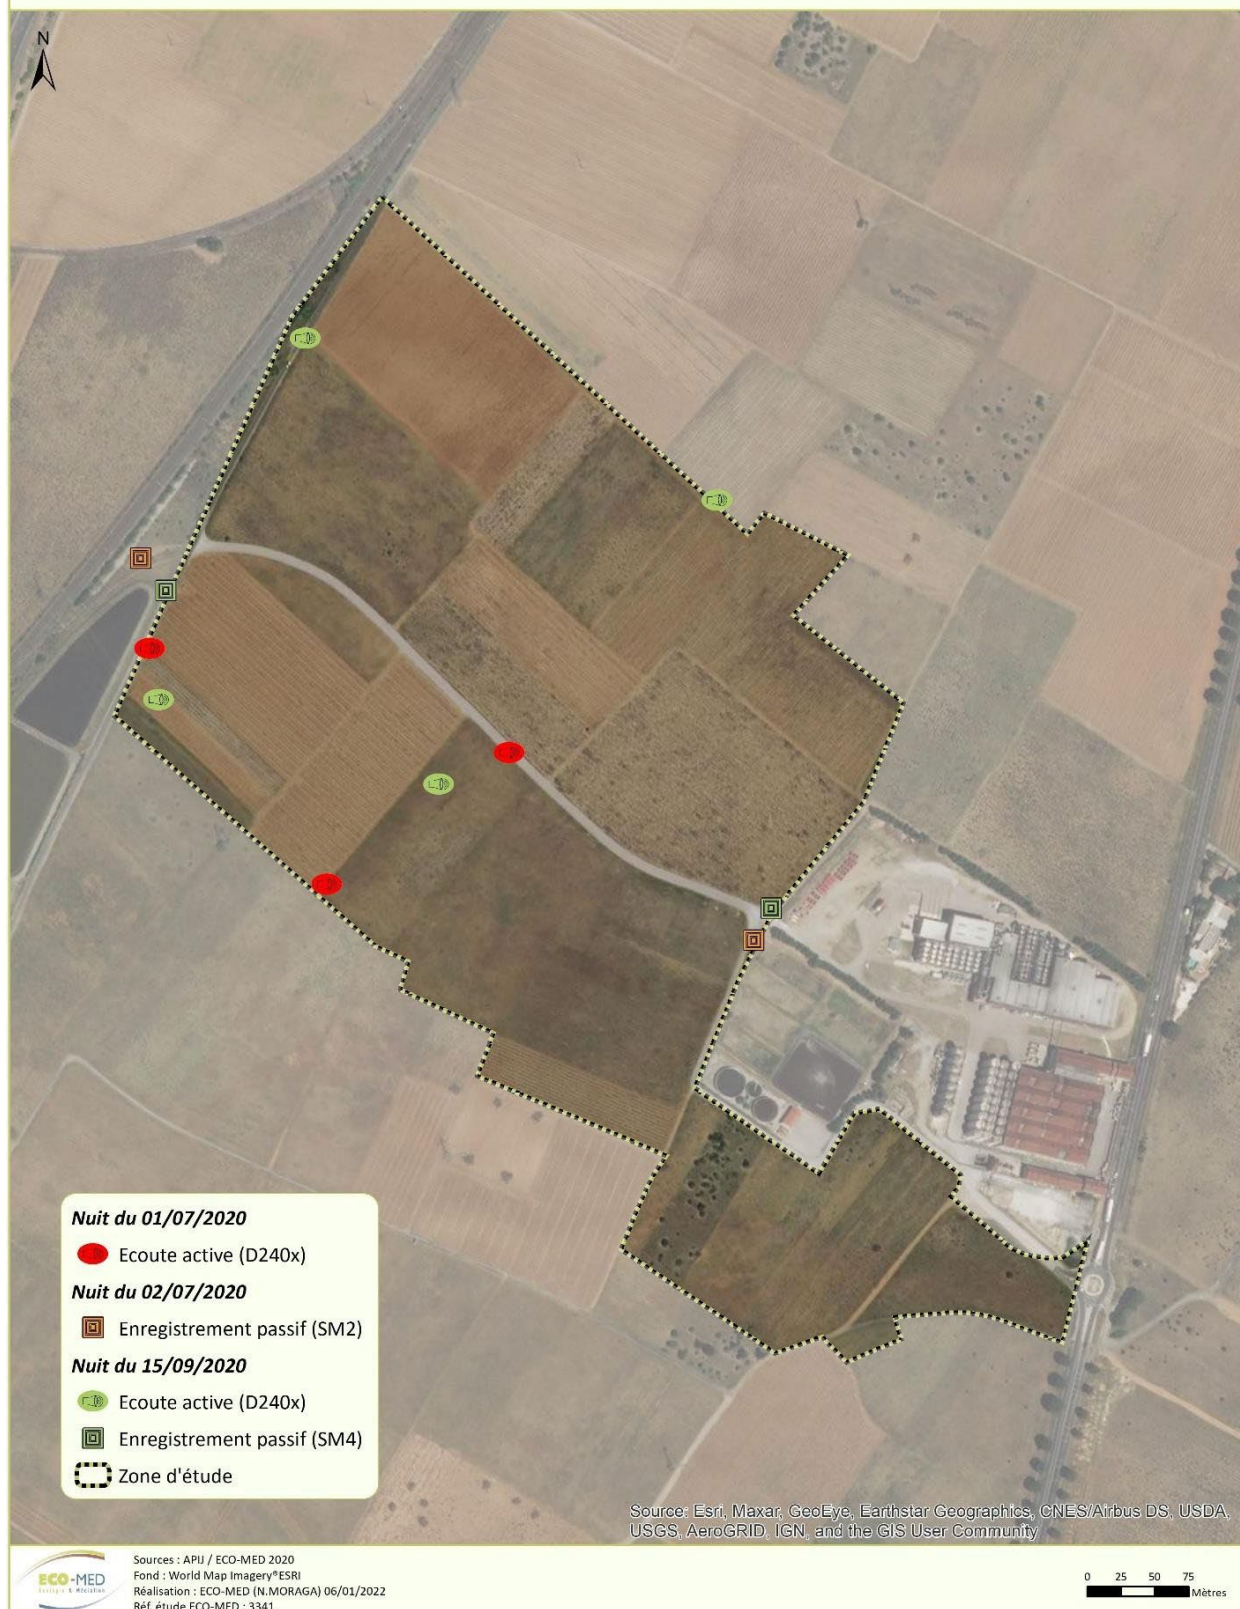 N
Nuit du 01/07/2020
Ecoute active (D240x)
Nuit du 02/07/2020
Enregistrement passif (SM2)
Nuit du 15/09/2020
Ecoute active (D240x)
Enregistrement passif (SM4)
Zone d'étude
Source: Esri, Maxar, GeoEye, Earthstar Geographics, CNES/Airbus DS, USDA,
USGS, AeroGRID, IGN, and the GIS User Community
ECO-MED
Ecologie & Médiation
Sources : APIJ / ECO-MED 2020
Fond : World Map Imagery®ESRI
Réalisation : ECO-MED (N.MORAGA) 06/01/2022
Réf. étude ECO-MED : 3341
0 25 50 75
Mètres